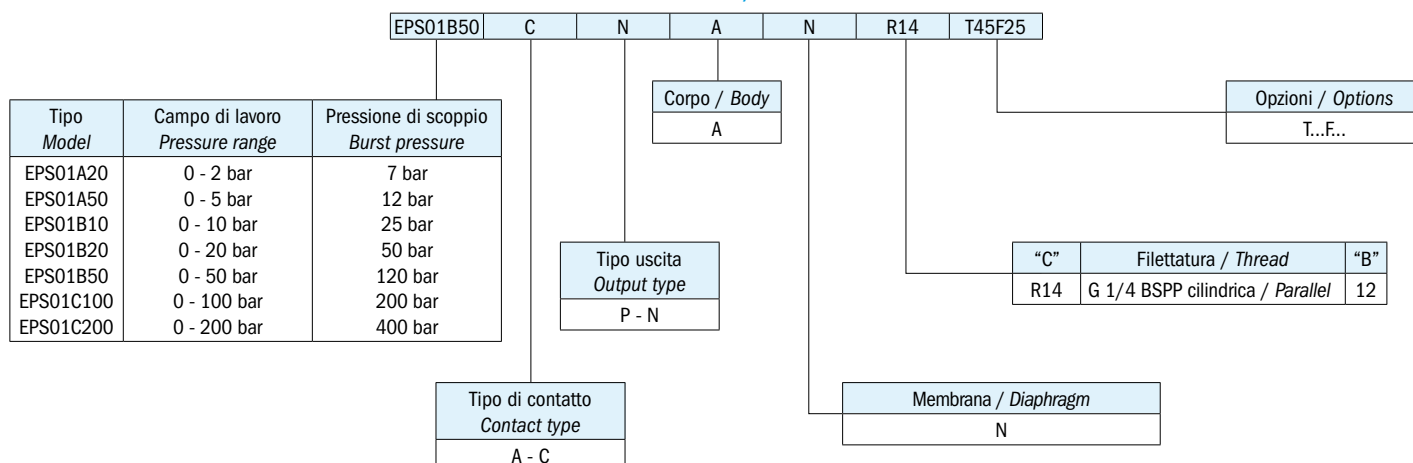 EPS01B50 C N A N R14 T45F25
Tipo Campo di lavoro Pressione di scoppio
Model Pressure range Burst pressure
EPS01A20 0 - 2 bar 7 bar
EPS01A50 0 - 5 bar 12 bar
EPS01B10 0 - 10 bar 25 bar
EPS01B20 0 - 20 bar 50 bar
EPS01B50 0 - 50 bar 120 bar
EPS01C100 0 - 100 bar 200 bar
EPS01C200 0 - 200 bar 400 bar
Corpo / Body
A
Opzioni / Options
T...F...
Tipo uscita
Output type
P - N
“C” Filettatura / Thread “B”
R14 G 1/4 BSPP cilindrica / Parallel 12
Tipo di contatto
Contact type
A - C
Membrana / Diaphragm
N